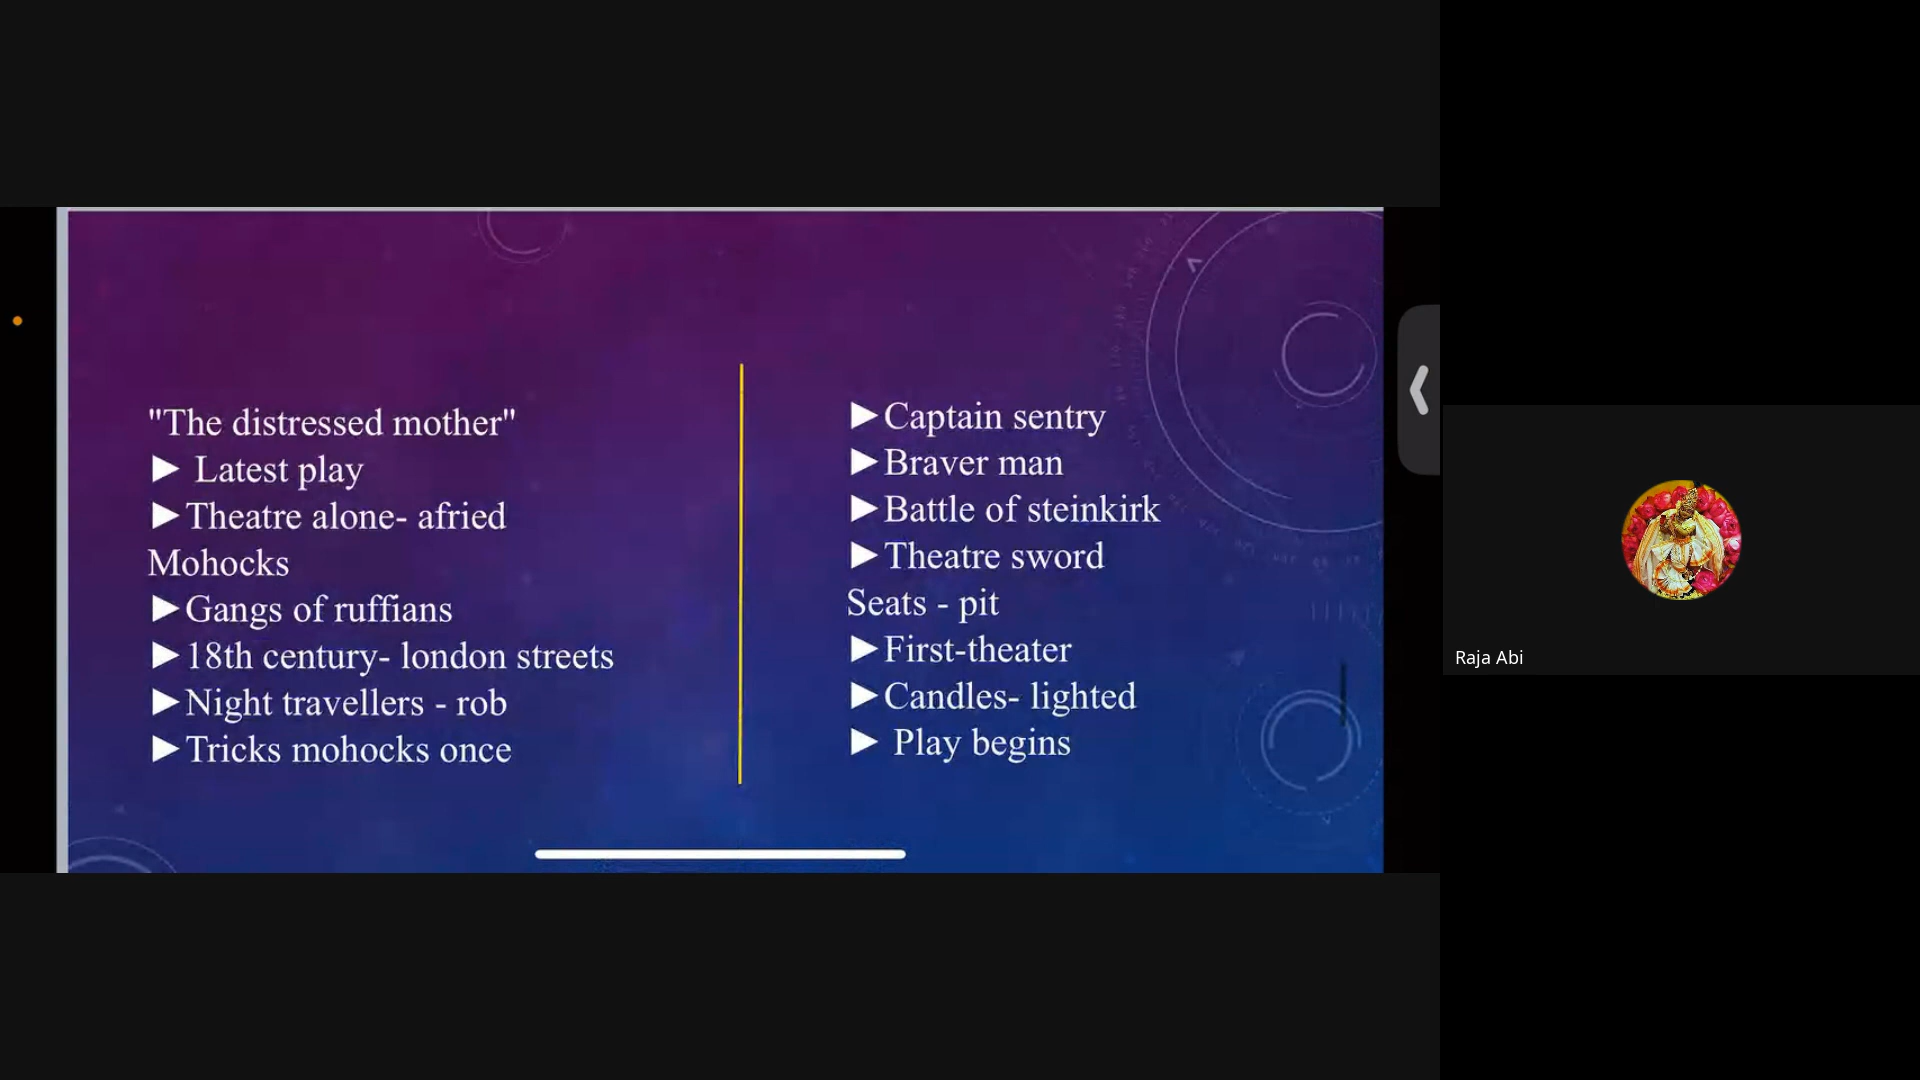 "The distressed mother"
► Latest play
►Theatre alone- afried
Mohocks
►Gangs of ruffians
►18th century- london streets
►Night travellers - rob
►Tricks mohocks once
►Captain sentry
►Braver man
►Battle of steinkirk
►Theatre sword
Seats - pit
►First-theater
►Candles- lighted
► Play begins
Raja Abi